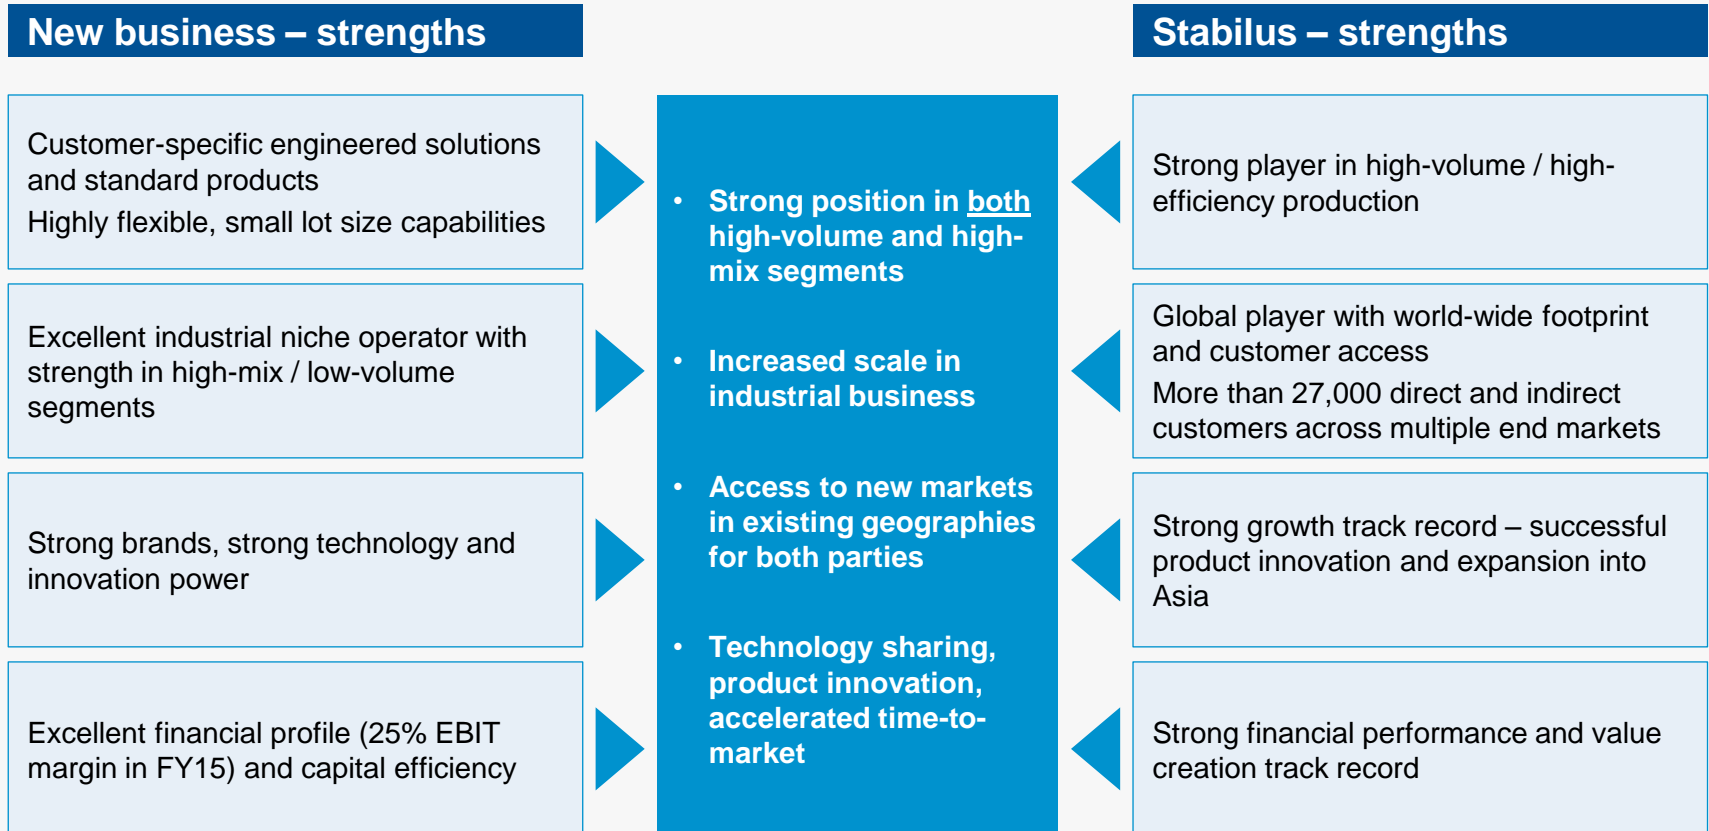 New business – strengths
Customer-specific engineered solutions
and standard products
Highly flexible, small lot size capabilities
Excellent industrial niche operator with
strength in high-mix / low-volume
segments
Strong brands, strong technology and
innovation power
Excellent financial profile (25% EBIT
margin in FY15) and capital efficiency
• Strong position in both
high-volume and high-
mix segments
• Increased scale in
industrial business
• Access to new markets
in existing geographies
for both parties
• Technology sharing,
product innovation,
accelerated time-to-
market
Stabilus – strengths
Strong player in high-volume / high-
efficiency production
Global player with world-wide footprint
and customer access
More than 27,000 direct and indirect
customers across multiple end markets
Strong growth track record – successful
product innovation and expansion into
Asia
Strong financial performance and value
creation track record